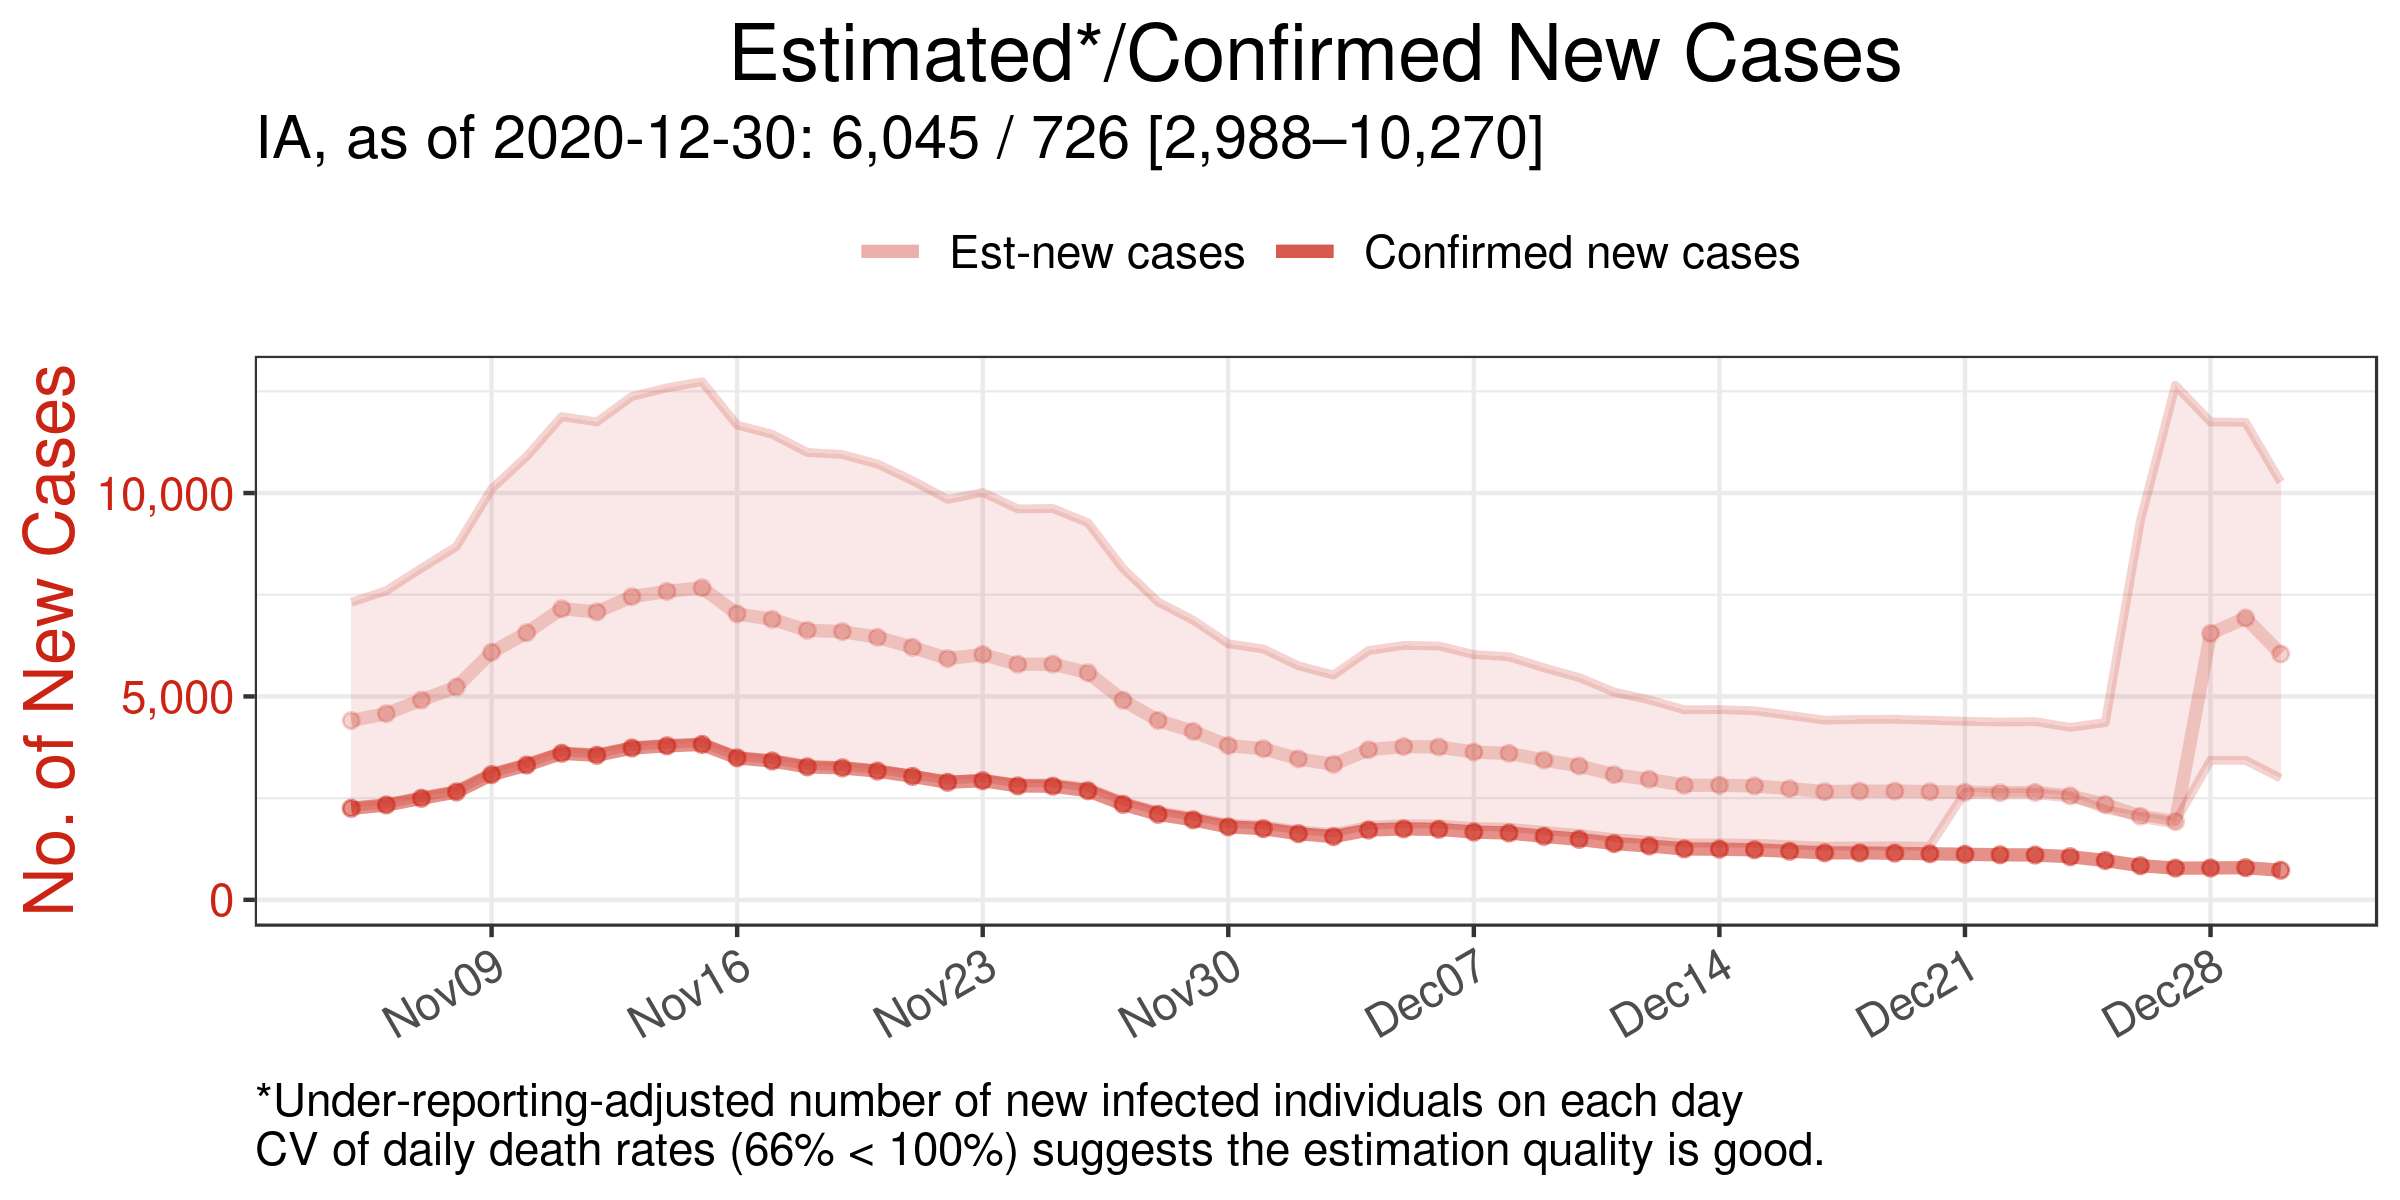 Estimated*/Confirmed New Cases
IA, as of 2020-12-30: 6,045 / 726 [2,988–10,270]
Est-new cases
Confirmed new cases
No. of New Cases
10,000
5,000
0
Nov09
Nov16
Nov23
Nov30
Dec07
Dec14
Dec21
Dec28
*Under-reporting-adjusted number of new infected individuals on each day
CV of daily death rates (66% < 100%) suggests the estimation quality is good.